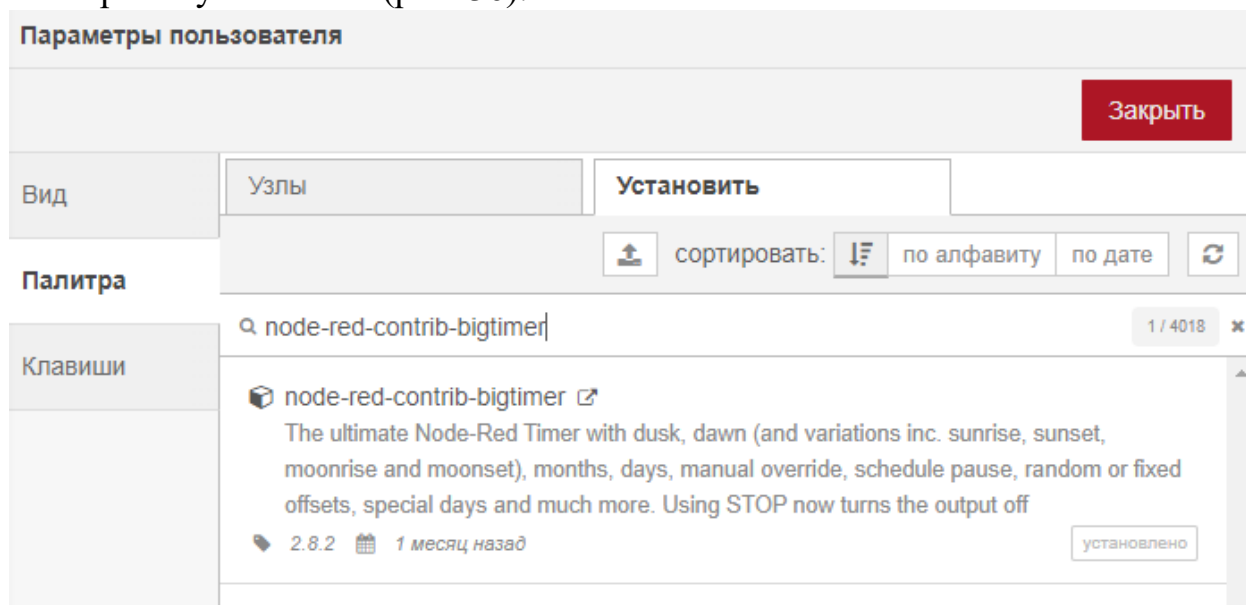 Параметры пользователя
Закрыть
Вид
Узлы
Установить
сортировать: по алфавиту по дате
Палитра
node-red-contrib-bigtimer 1 / 4018
Клавиши
node-red-contrib-bigtimer
The ultimate Node-Red Timer with dusk, dawn (and variations inc. sunrise, sunset,
moonrise and moonset), months, days, manual override, schedule pause, random or fixed
offsets, special days and much more. Using STOP now turns the output off
2.8.2 1 месяц назад установлено